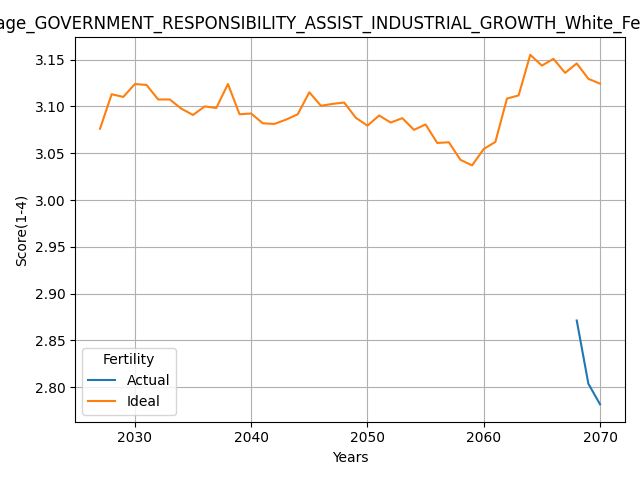 age_GOVERNMENT_RESPONSIBILITY_ASSIST_INDUSTRIAL_GROWTH_White_Fe
3.15
3.10
3.05
3.00
2.95
2.90
2.85
2.80
Score(1-4)
Fertility
Actual
Ideal
2030 2040 2050 2060 2070
Years